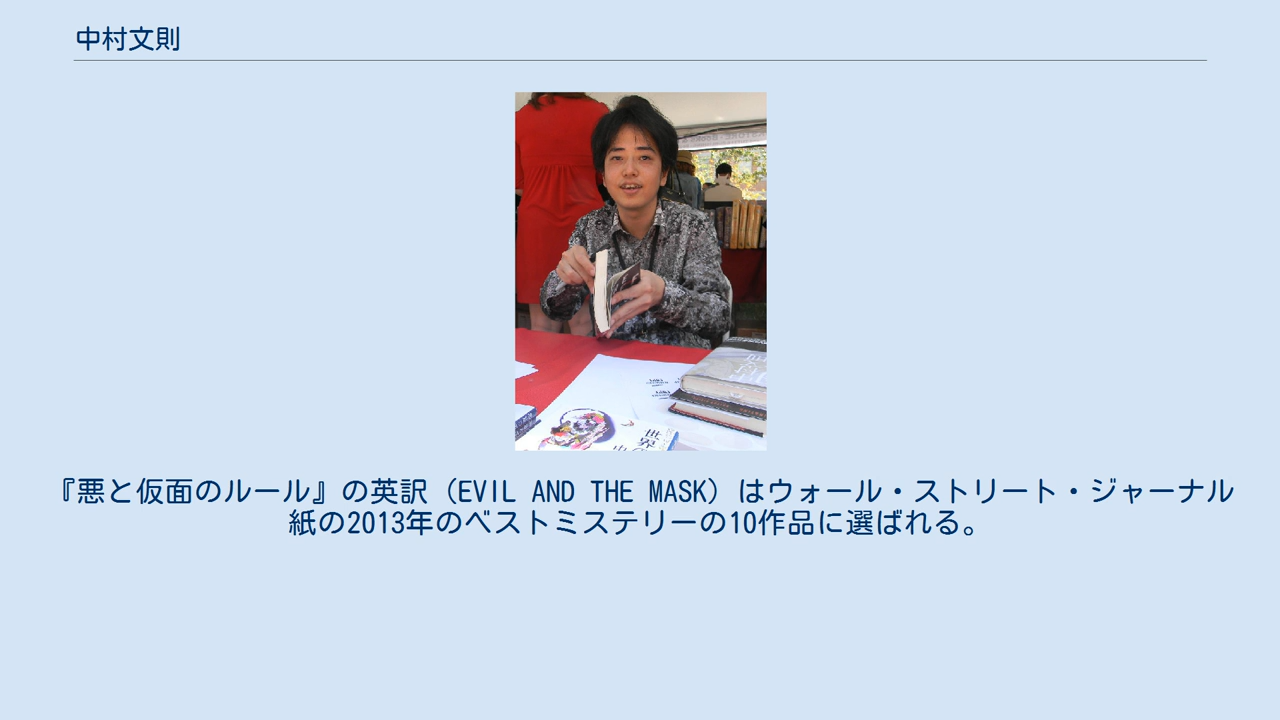 中村文則
『悪と仮面のルール』の英訳（EVIL AND THE MASK）はウォール・ストリート・ジャーナル
紙の2013年のベストミステリーの10作品に選ばれる。
世界の